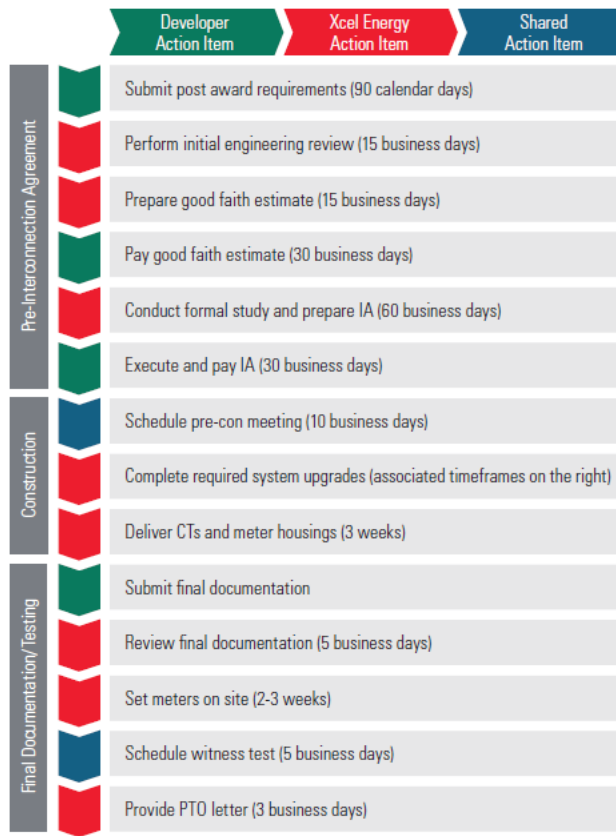 Developer
Action Item
Xcel Energy
Action Item
Shared
Action Item
Pre-Interconnection Agreement
Submit post award requirements (90 calendar days)
Perform initial engineering review (15 business days)
Prepare good faith estimate (15 business days)
Pay good faith estimate (30 business days)
Conduct formal study and prepare IA (60 business days)
Execute and pay IA (30 business days)
Construction
Schedule pre-con meeting (10 business days)
Complete required system upgrades (associated timeframes on the right)
Deliver CTs and meter housings (3 weeks)
Final Documentation/Testing
Submit final documentation
Review final documentation (5 business days)
Set meters on site (2-3 weeks)
Schedule witness test (5 business days)
Provide PTO letter (3 business days)